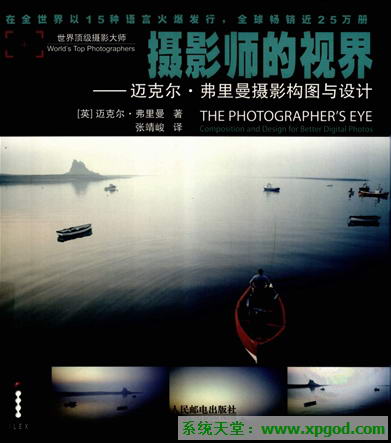 在全世界以15种语言火爆发行，全球畅销近25万册
世界顶级摄影大师
World's Top Photographers
摄影师的视界
——迈克尔·弗里曼摄影构图与设计
[英] 迈克尔·弗里曼 著
张靖峻 译
THE PHOTOGRAPHER'S EYE
Composition and Design for Better Digital Photos
人民邮电出版社
系统天堂：www.xpgod.com